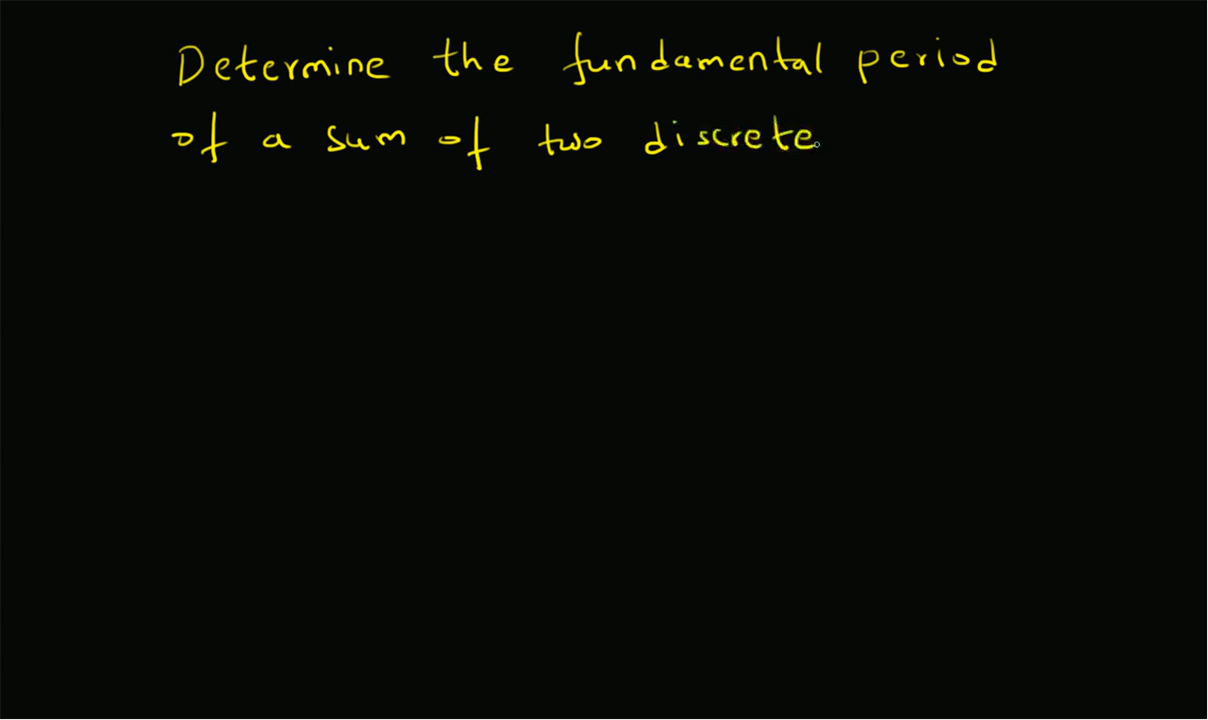 Determine the fundamental period
of a sum of two discrete